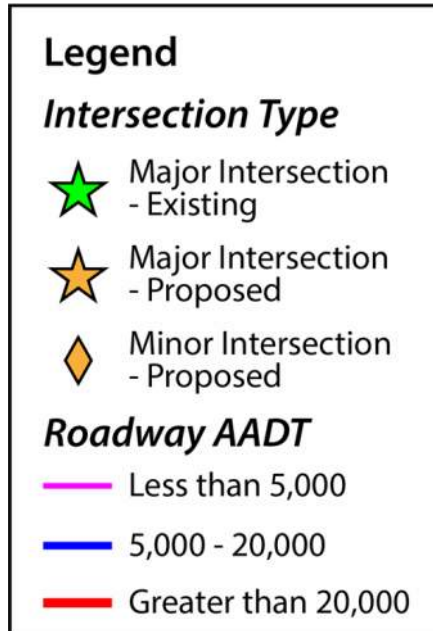 Legend
Intersection Type
Major Intersection
- Existing
Major Intersection
- Proposed
Minor Intersection
- Proposed
Roadway AADT
Less than 5,000
5,000 - 20,000
Greater than 20,000